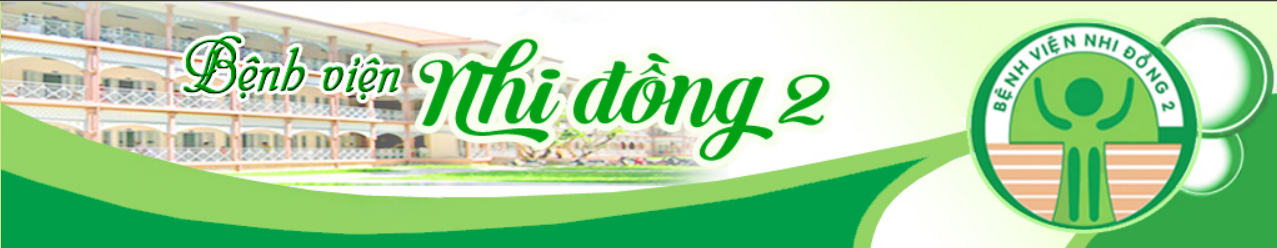 Bệnh viện Nhi đồng 2
BỆNH VIỆN NHI ĐỒNG 2